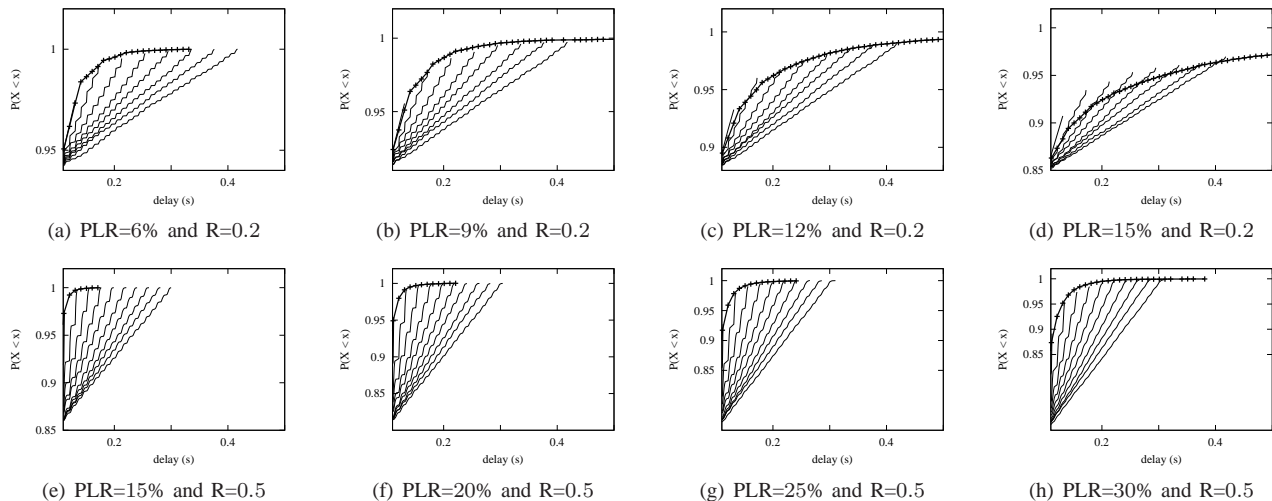 1
0.95
P(X < x)
0.2
0.4
delay (s)
(a) PLR=6% and R=0.2
1
0.95
P(X < x)
0.2
0.4
delay (s)
(b) PLR=9% and R=0.2
1
0.95
0.9
P(X < x)
0.2
0.4
delay (s)
(c) PLR=12% and R=0.2
1
0.95
0.9
0.85
P(X < x)
0.2
0.4
delay (s)
(d) PLR=15% and R=0.2
1
0.95
0.9
0.85
P(X < x)
0.2
0.4
delay (s)
(e) PLR=15% and R=0.5
1
0.95
0.9
0.85
P(X < x)
0.2
0.4
delay (s)
(f) PLR=20% and R=0.5
1
0.95
0.9
0.85
P(X < x)
0.2
0.4
delay (s)
(g) PLR=25% and R=0.5
1
0.95
0.9
0.85
P(X < x)
0.2
0.4
delay (s)
(h) PLR=30% and R=0.5